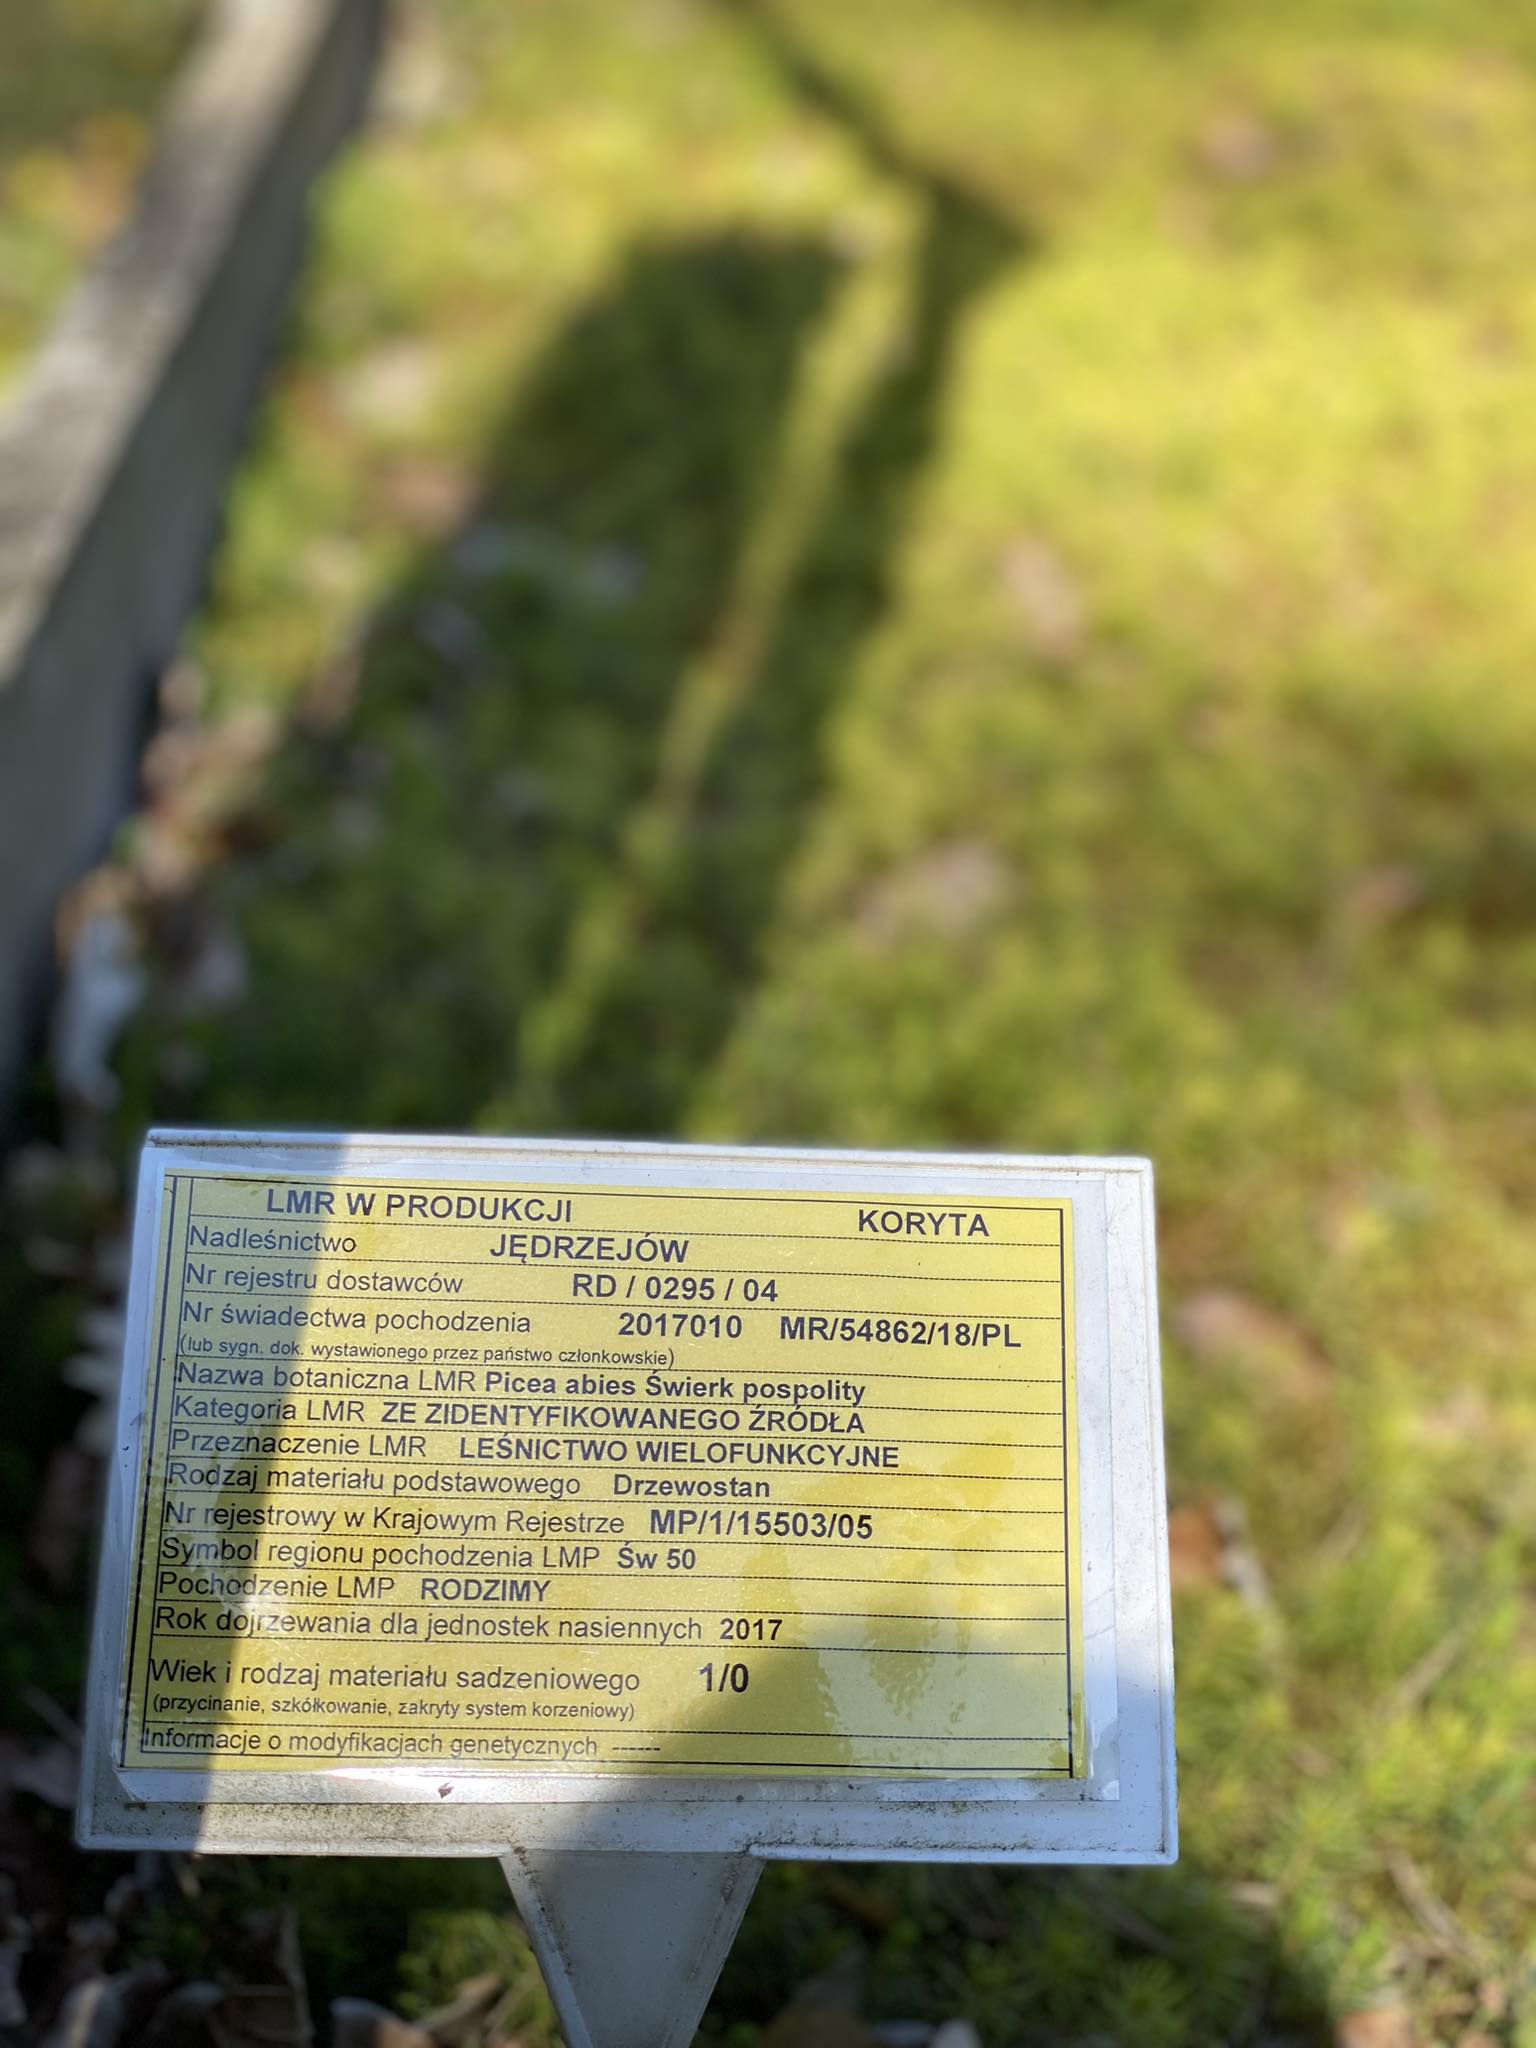 LMR W PRODUKCJI KORYTA
Nadleśnictwo JĘDRZEJÓW
Nr rejestru dostawców RD / 0295 / 04
Nr świadectwa pochodzenia 2017010 MR/54862/18/PL
(lub sygn. dok. wystawionego przez państwo członkowskie)
Nazwa botaniczna LMR Picea abies Świerk pospolity
Kategoria LMR ZE ZIDENTYFIKOWANEGO ŹRÓDŁA
Przeznaczenie LMR LEŚNICTWO WIELOFUNKCYJNE
Rodzaj materiału podstawowego Drzewostan
Nr rejestrowy w Krajowym Rejestrze MP/1/15503/05
Symbol regionu pochodzenia LMP Św 50
Pochodzenie LMP RODZIMY
Rok dojrzewania dla jednostek nasiennych 2017
Wiek i rodzaj materiału sadzeniowego 1/0
(przycinanie, szkółkowanie, zakryty system korzeniowy)
Informacje o modyfikacjach genetycznych ------